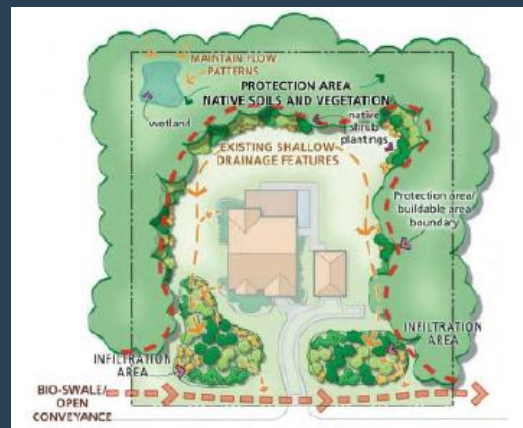 MAINTAIN FLOW
PATTERNS
PROTECTION AREA
NATIVE SOILS AND VEGETATION
wetland
native
shrub
plantings
EXISTING SHALLOW
DRAINAGE FEATURES
Protection area/
buildable area
boundary
INFILTRATION
AREA
INFILTRATION
AREA
BIO-SWALE/
OPEN
CONVEYANCE